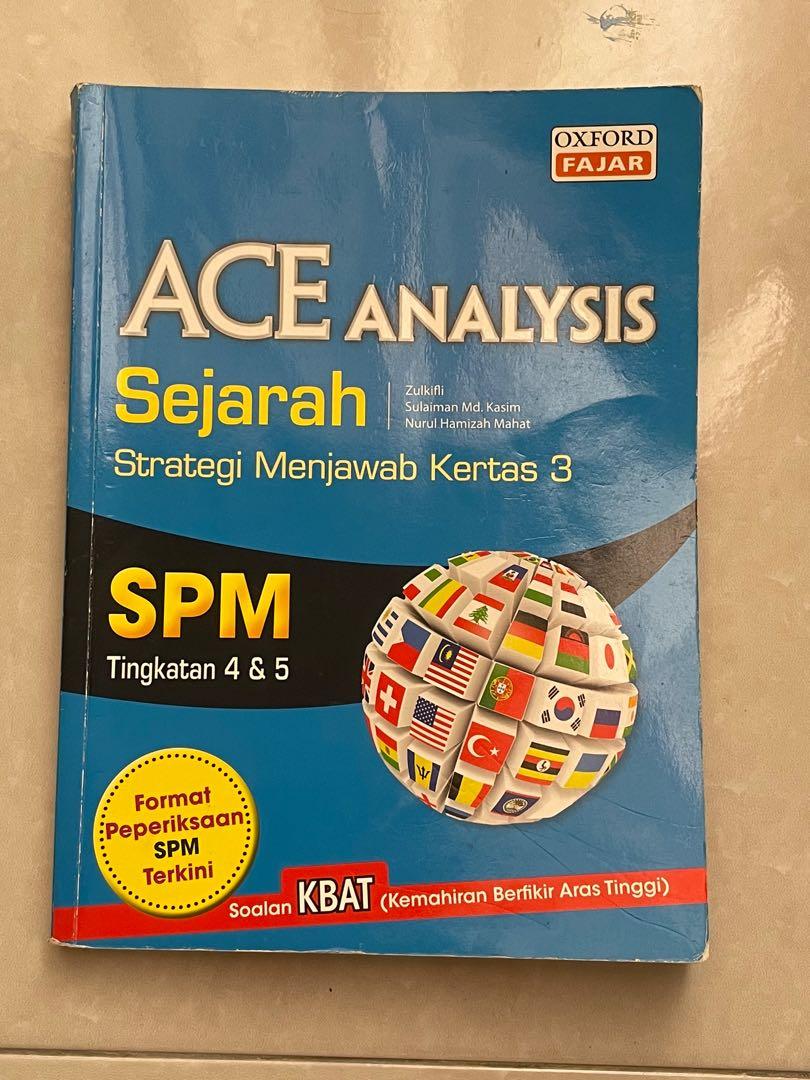 OXFORD
FAJAR
ACE ANALYSIS
Sejarah
Zulkifli
Sulaiman Md. Kasim
Nurul Hamizah Mahat
Strategi Menjawab Kertas 3
SPM
Tingkatan 4 & 5
Format
Peperiksaan
SPM
Terkini
Soalan KBAT (Kemahiran Berfikir Aras Tinggi)